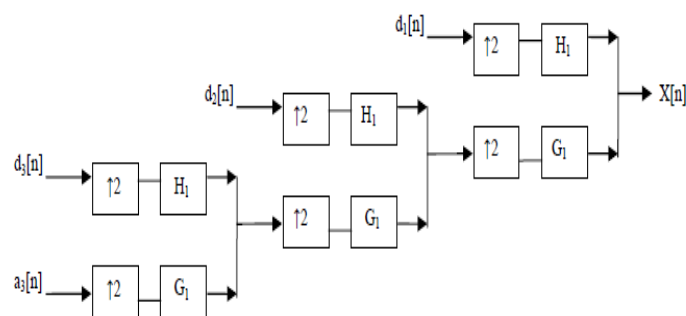 d₁[n] ↑2 H₁
X[n]
d₂[n] ↑2 H₁ ↑2 G₁
d₃[n] ↑2 H₁ ↑2 G₁
a₃[n] ↑2 G₁